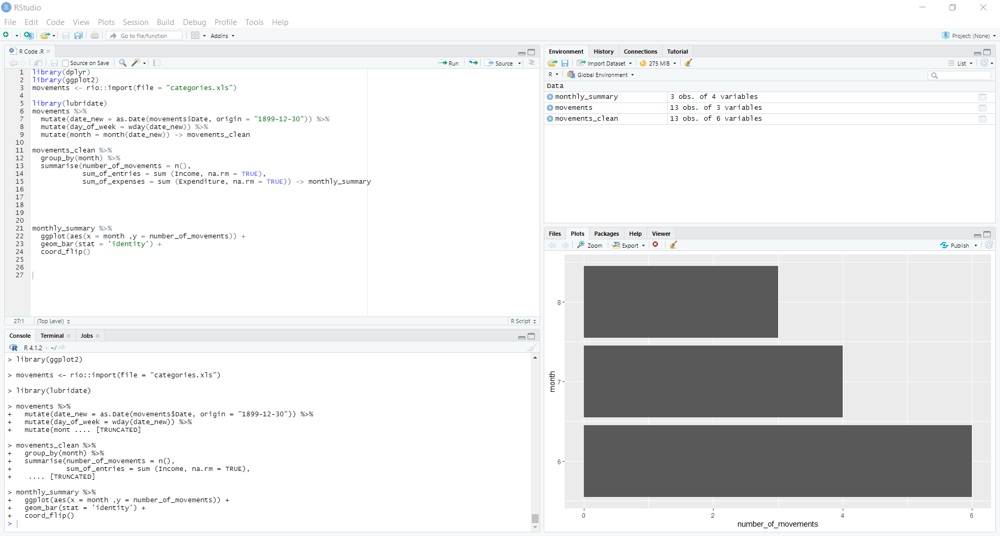 RStudio
File Edit Code View Plots Session Build Debug Profile Tools Help
Go to file/function Addins Project: (None)
R Code .R
Source on Save Run Source
1 library(dplyr)
2 library(ggplot2)
3 movements <- rio::import(file = "categories.xls")
4
5 library(lubridate)
6 movements %>%
7   mutate(date_new = as.Date(movements$Date, origin = "1899-12-30")) %>%
8   mutate(day_of_week = wday(date_new)) %>%
9   mutate(month = month(date_new)) -> movements_clean
10
11 movements_clean %>%
12   group_by(month) %>%
13   summarise(number_of_movements = n(),
14             sum_of_entries = sum (Income, na.rm = TRUE),
15             sum_of_expenses = sum (Expenditure, na.rm = TRUE)) -> monthly_summary
16
17
18
19
20
21 monthly_summary %>%
22   ggplot(aes(x = month ,y = number_of_movements)) +
23   geom_bar(stat = 'identity') +
24   coord_flip()
25
26
27
27:1 (Top Level) R Script
Console Terminal Jobs
R R 4.1.2 · ~/
> library(ggplot2)
> movements <- rio::import(file = "categories.xls")
> library(lubridate)
> movements %>%
+   mutate(date_new = as.Date(movements$Date, origin = "1899-12-30")) %>%
+   mutate(day_of_week = wday(date_new)) %>%
+   mutate(mont .... [TRUNCATED]
> movements_clean %>%
+   group_by(month) %>%
+   summarise(number_of_movements = n(),
+             sum_of_entries = sum (Income, na.rm = TRUE),
+    .... [TRUNCATED]
> monthly_summary %>%
+   ggplot(aes(x = month ,y = number_of_movements)) +
+   geom_bar(stat = 'identity') +
+   coord_flip()
>
Environment History Connections Tutorial
Import Dataset 275 MiB List
R Global Environment
Data
monthly_summary 3 obs. of 4 variables
movements 13 obs. of 3 variables
movements_clean 13 obs. of 6 variables
Files Plots Packages Help Viewer
Zoom Export Publish
8
7
6
month
0 2 4 6
number_of_movements